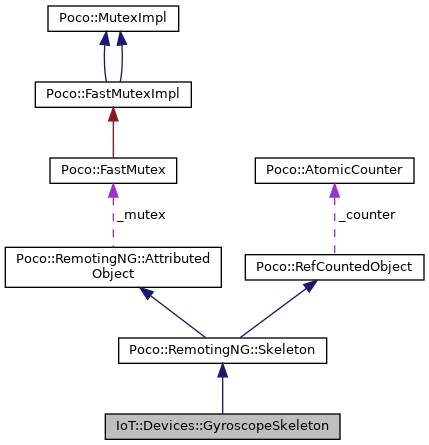 Poco::MutexImpl
Poco::FastMutexImpl
Poco::FastMutex
Poco::AtomicCounter
_mutex
_counter
Poco::RemotingNG::Attributed
Object
Poco::RefCountedObject
Poco::RemotingNG::Skeleton
IoT::Devices::GyroscopeSkeleton